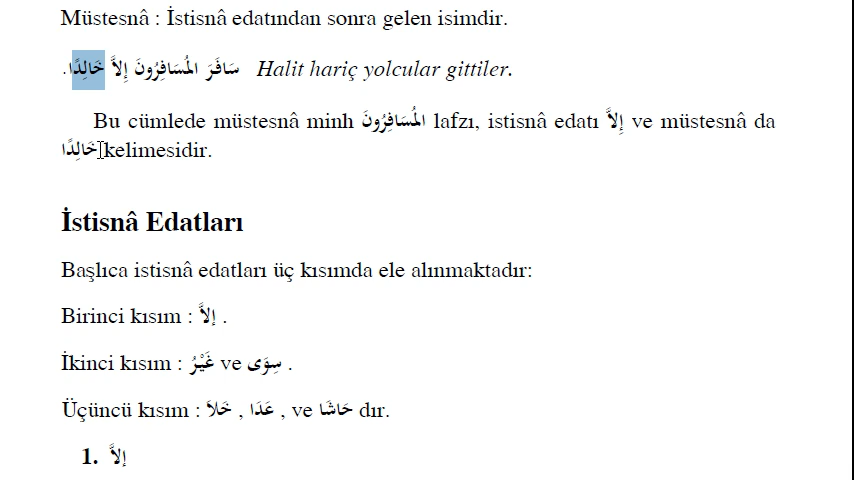 Müstesnâ : İstisnâ edatından sonra gelen isimdir.
سَافَرَ الْمُسَافِرُونَ إِلاَّ خَالِدًا. Halit hariç yolcular gittiler.
Bu cümlede müstesnâ minh الْمُسَافِرُونَ lafzı, istisnâ edatı إِلاَّ ve müstesnâ da
خَالِدًا kelimesidir.
İstisnâ Edatları
Başlıca istisnâ edatları üç kısımda ele alınmaktadır:
Birinci kısım : إلاَّ .
İkinci kısım : غَيْرُ ve سِوَى .
Üçüncü kısım : خَلاَ , عَدَا , ve حَاشَا dır.
1. إلاَّ